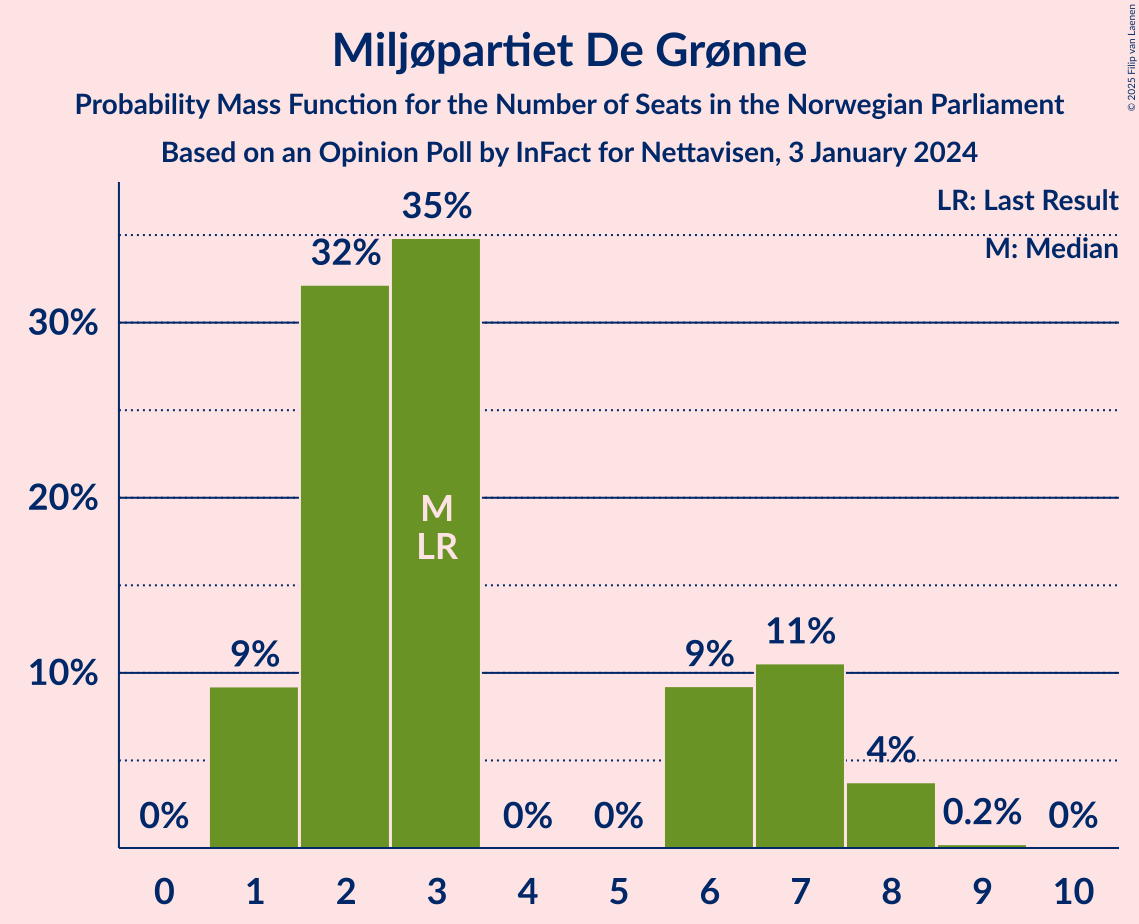 Miljøpartiet De Grønne
Probability Mass Function for the Number of Seats in the Norwegian Parliament
Based on an Opinion Poll by InFact for Nettavisen, 3 January 2024
© 2025 Filip van Laenen
LR: Last Result
M: Median
35%
32%
30%
20%
M
LR
11%
9%
9%
10%
4%
0.2%
0%
0%
0%
0%
0 1 2 3 4 5 6 7 8 9 10